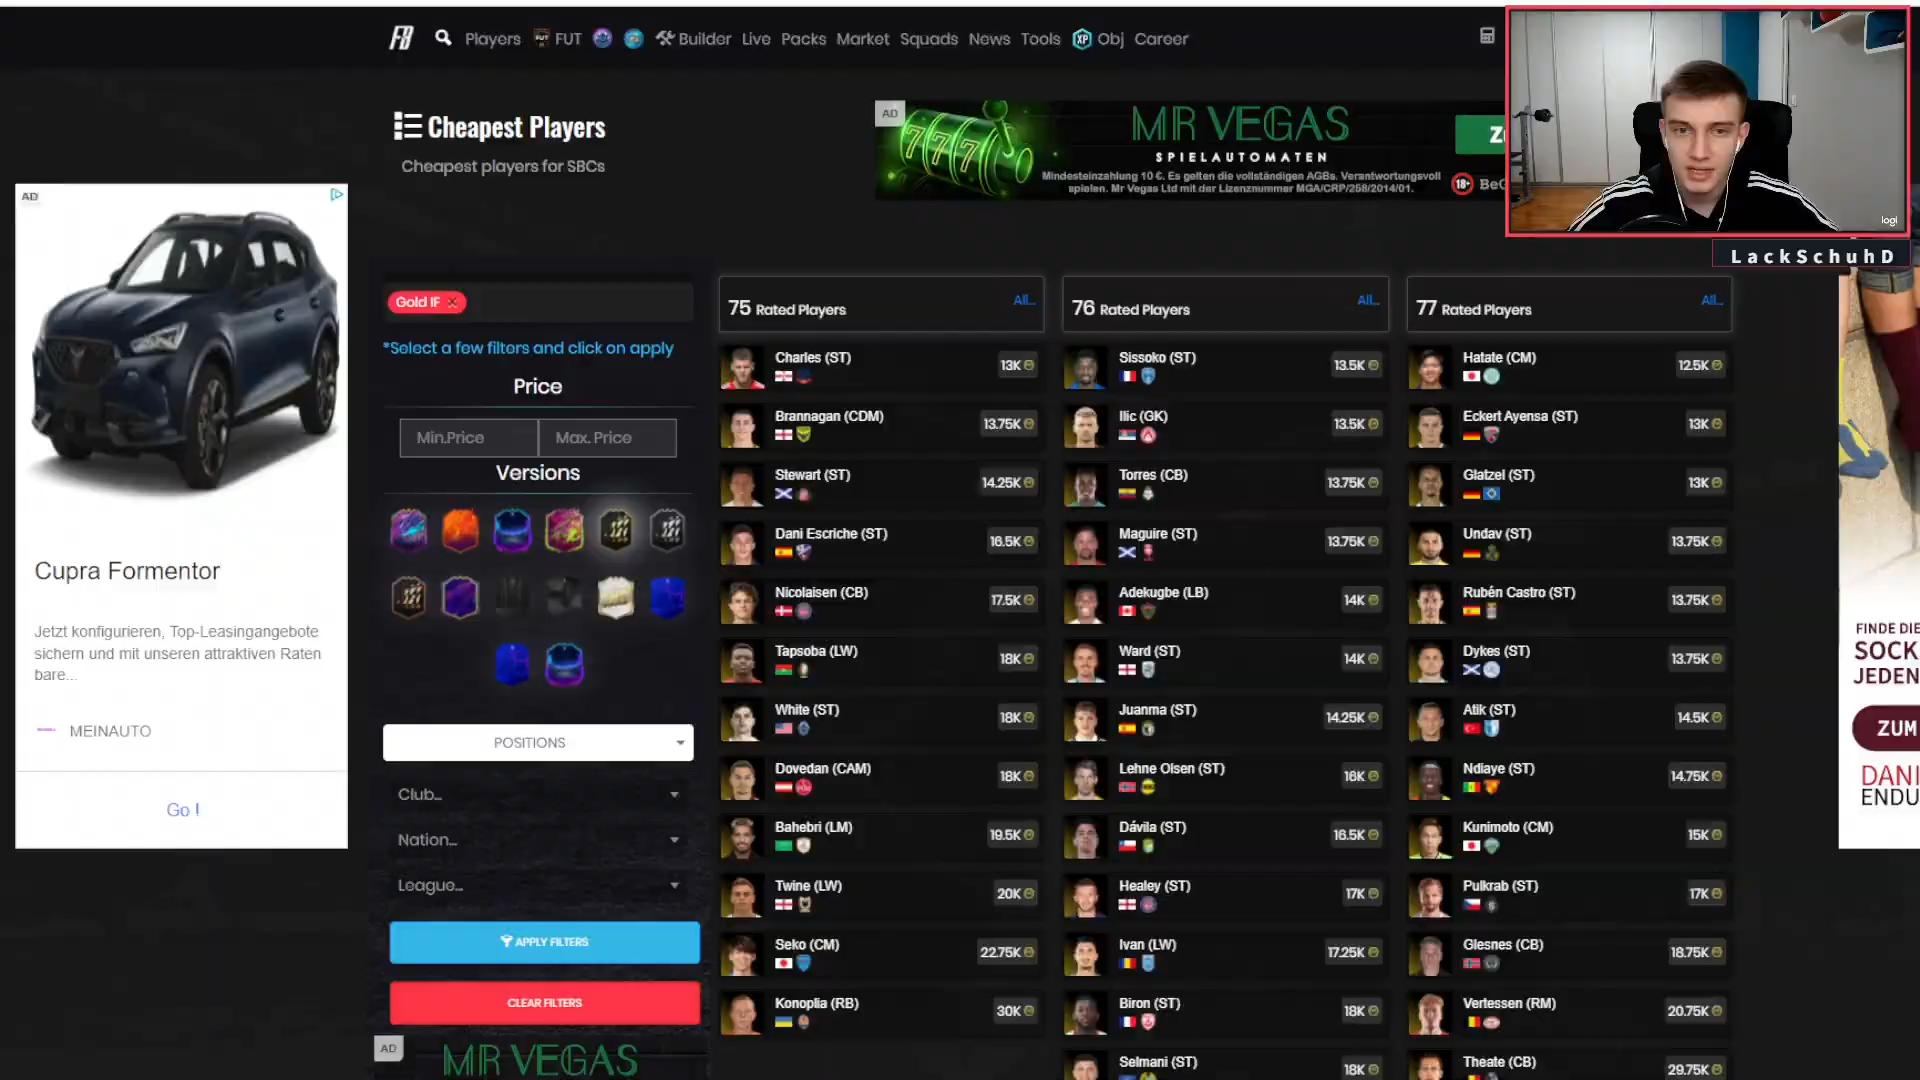 FB Players FUT Builder Live Packs Market Squads News Tools XP Obj Career
Cheapest Players
Cheapest players for SBCs
AD
MR VEGAS
SPIELAUTOMATEN
777
Mindesteinzahlung 10 €. Es gelten die vollständigen AGBs. Verantwortungsvoll
spielen. Mr Vegas Ltd mit der Lizenznummer MGA/CRP/258/2014/01.
18+
logi
LackSchuhD
AD
Cupra Formentor
Jetzt konfigurieren, Top-Leasingangebote
sichern und mit unseren attraktiven Raten
bare...
MEINAUTO
Go !
Gold IF ×
*Select a few filters and click on apply
Price
Min.Price Max. Price
Versions
POSITIONS
Club...
Nation...
League...
APPLY FILTERS
CLEAR FILTERS
AD
MR VEGAS
75 Rated Players All...
Charles (ST) 13K
Brannagan (CDM) 13.75K
Stewart (ST) 14.25K
Dani Escriche (ST) 16.5K
Nicolaisen (CB) 17.5K
Tapsoba (LW) 18K
White (ST) 18K
Dovedan (CAM) 18K
Bahebri (LM) 19.5K
Twine (LW) 20K
Seko (CM) 22.75K
Konoplia (RB) 30K
76 Rated Players All...
Sissoko (ST) 13.5K
Ilic (GK) 13.5K
Torres (CB) 13.75K
Maguire (ST) 13.75K
Adekugbe (LB) 14K
Ward (ST) 14K
Juanma (ST) 14.25K
Lehne Olsen (ST) 16K
Dávila (ST) 16.5K
Healey (ST) 17K
Ivan (LW) 17.25K
Biron (ST) 18K
Selmani (ST) 18K
77 Rated Players All...
Hatate (CM) 12.5K
Eckert Ayensa (ST) 13K
Glatzel (ST) 13K
Undav (ST) 13.75K
Rubén Castro (ST) 13.75K
Dykes (ST) 13.75K
Atik (ST) 14.5K
Ndiaye (ST) 14.75K
Kunimoto (CM) 15K
Pulkrab (ST) 17K
Glesnes (CB) 18.75K
Vertessen (RM) 20.75K
Theate (CB) 29.75K
FINDE DIE
SOCK
JEDEN
ZUM
DANI
ENDU